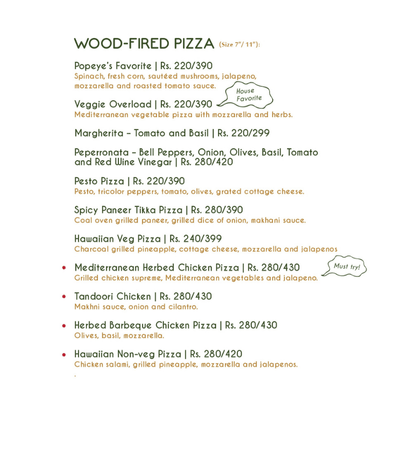 WOOD-FIRED PIZZA (Size 7"/ 11"):
Popeye's Favorite | Rs. 220/390
Spinach, fresh corn, sautéed mushrooms, jalapeno,
mozzarella and roasted tomato sauce.
House
Favorite
Veggie Overload | Rs. 220/390
Mediterranean vegetable pizza with mozzarella and herbs.
Margherita - Tomato and Basil | Rs. 220/299
Peperronata - Bell Peppers, Onion, Olives, Basil, Tomato
and Red Wine Vinegar | Rs. 280/420
Pesto Pizza | Rs. 220/390
Pesto, tricolor peppers, tomato, olives, grated cottage cheese.
Spicy Paneer Tikka Pizza | Rs. 280/390
Coal oven grilled paneer, grilled dice of onion, makhani sauce.
Hawaiian Veg Pizza | Rs. 240/399
Charcoal grilled pineapple, cottage cheese, mozzarella and jalapenos
Mediterranean Herbed Chicken Pizza | Rs. 280/430
Must try!
Grilled chicken supreme, Mediterranean vegetables and jalapeno.
Tandoori Chicken | Rs. 280/430
Makhni sauce, onion and cilantro.
Herbed Barbeque Chicken Pizza | Rs. 280/430
Olives, basil, mozzarella.
Hawaiian Non-veg Pizza | Rs. 280/420
Chicken salami, grilled pineapple, mozzarella and jalapenos.